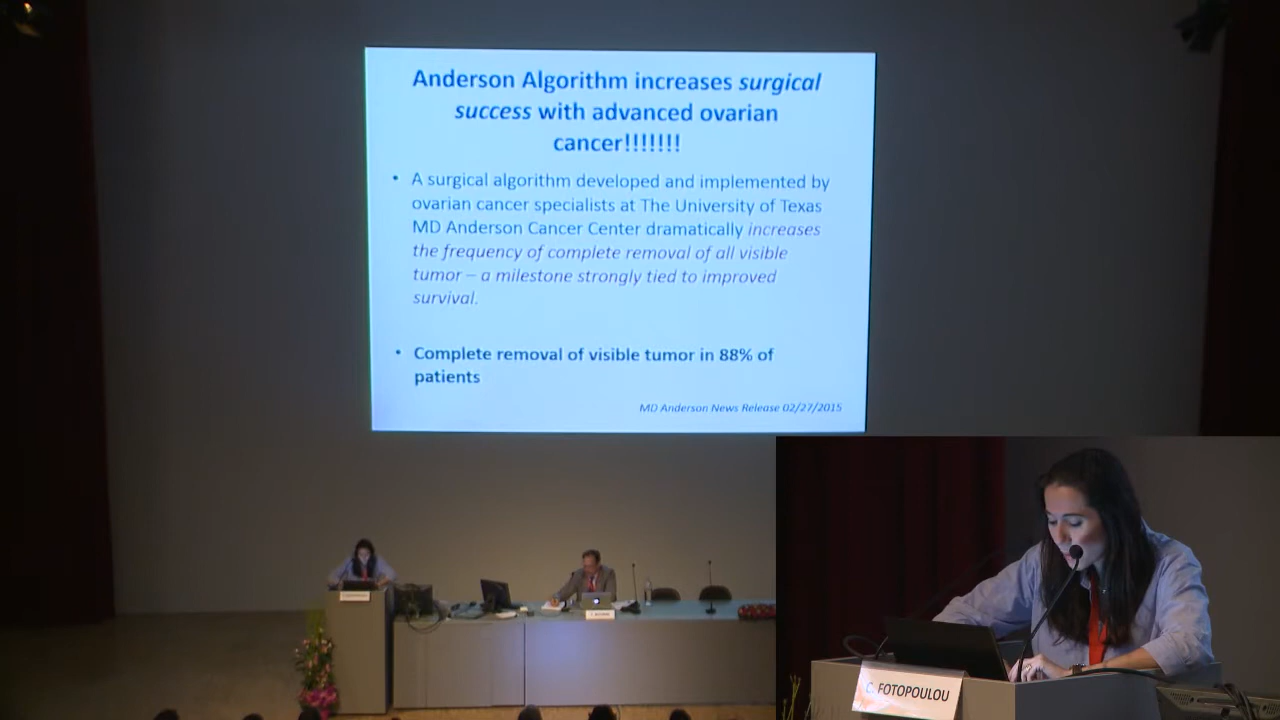 Anderson Algorithm increases surgical
success with advanced ovarian
cancer!!!!!!!
• A surgical algorithm developed and implemented by
ovarian cancer specialists at The University of Texas
MD Anderson Cancer Center dramatically increases
the frequency of complete removal of all visible
tumor – a milestone strongly tied to improved
survival.
• Complete removal of visible tumor in 88% of
patients
MD Anderson News Release 02/27/2015
C. FOTOPOULOU